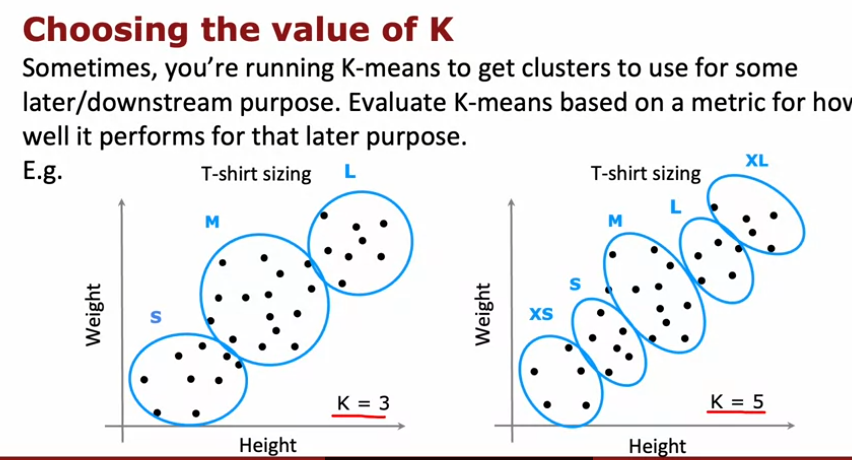 Choosing the value of K
Sometimes, you're running K-means to get clusters to use for some
later/downstream purpose. Evaluate K-means based on a metric for how
well it performs for that later purpose.
E.g.
T-shirt sizing
L
M
S
Weight
K = 3
Height
T-shirt sizing
XL
L
M
S
XS
Weight
K = 5
Height